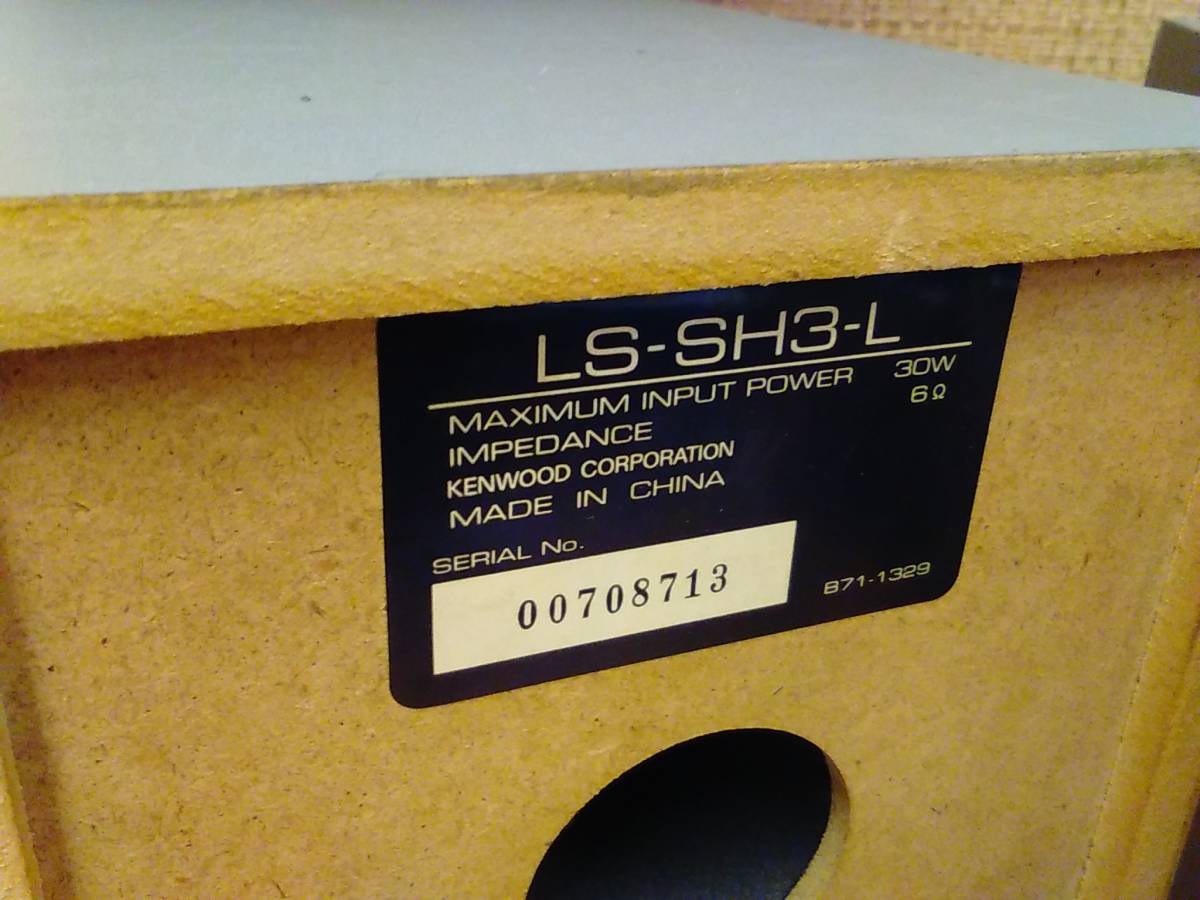 LS-SH3-L
MAXIMUM INPUT POWER 30W
IMPEDANCE 6Ω
KENWOOD CORPORATION
MADE IN CHINA
SERIAL No.
00708713
B71-1329